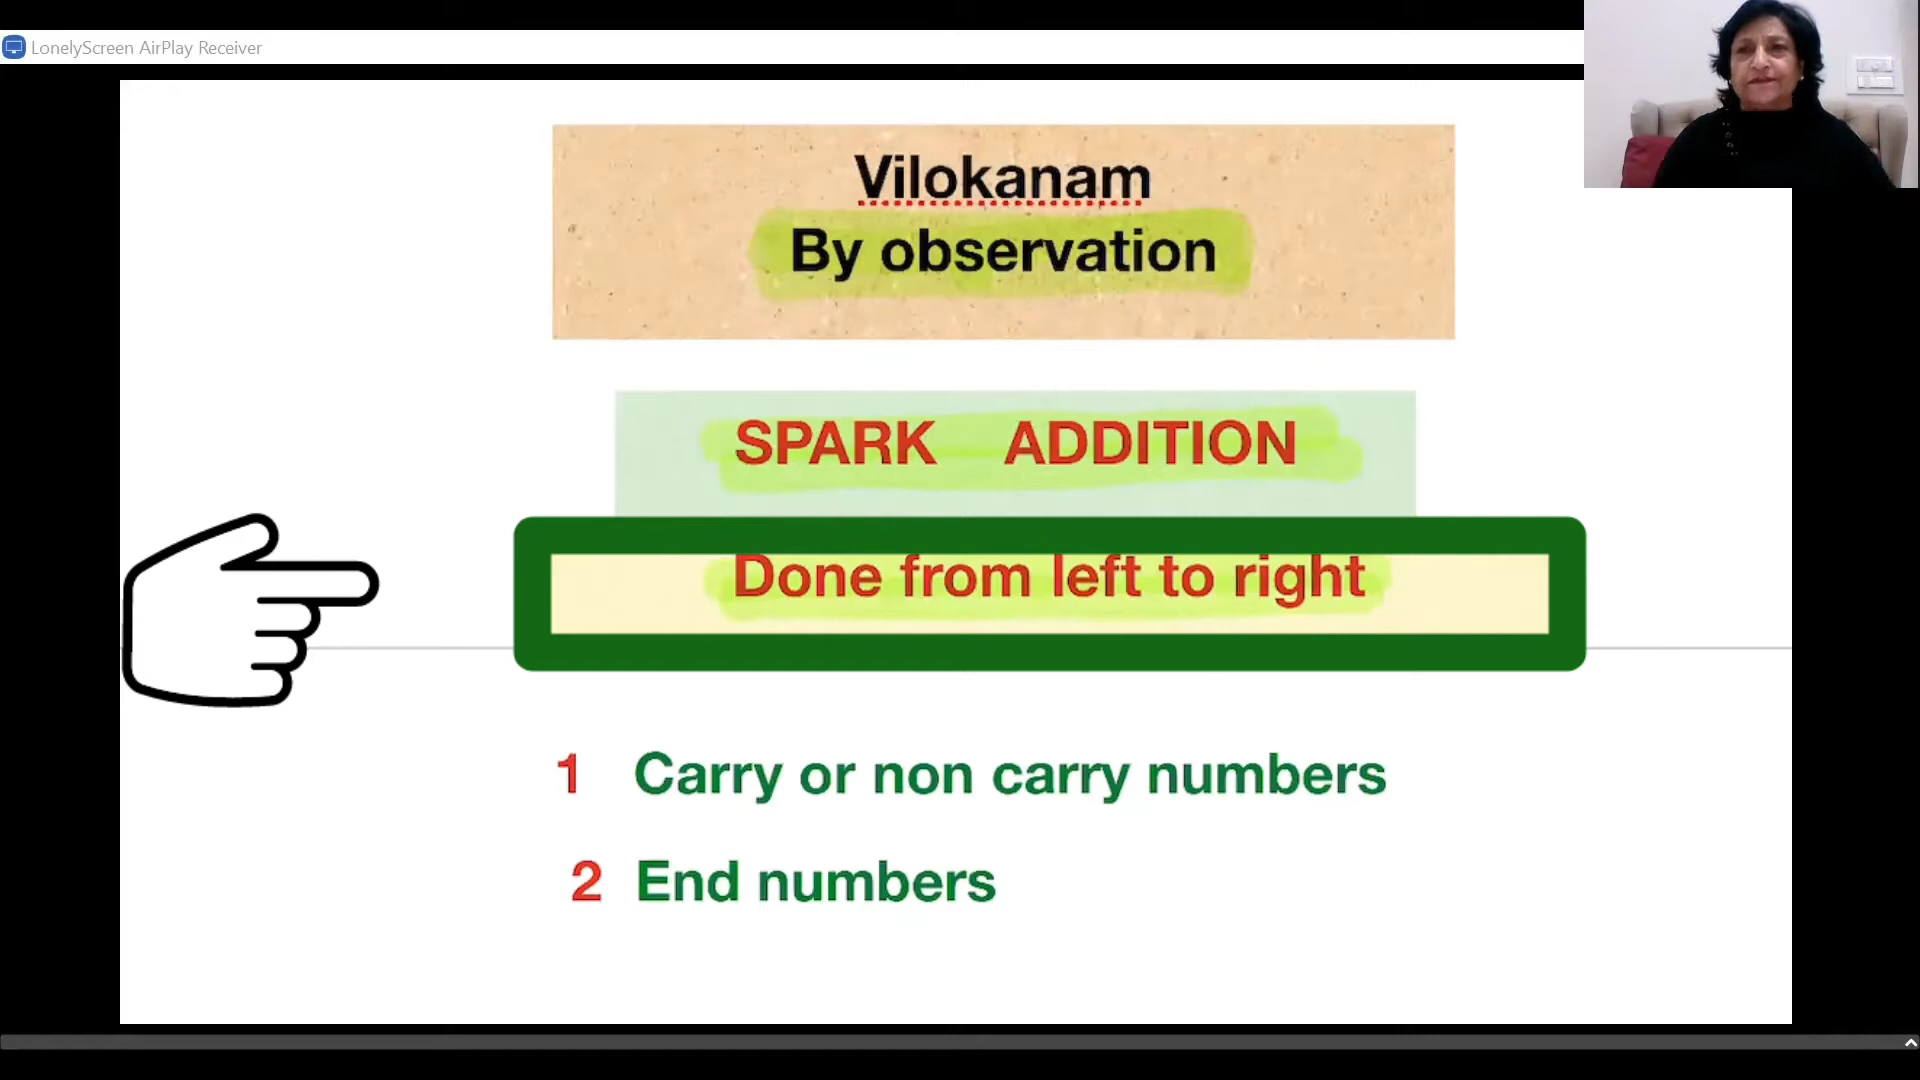 LonelyScreen AirPlay Receiver
Vilokanam
By observation
SPARK ADDITION
Done from left to right
1 Carry or non carry numbers
2 End numbers